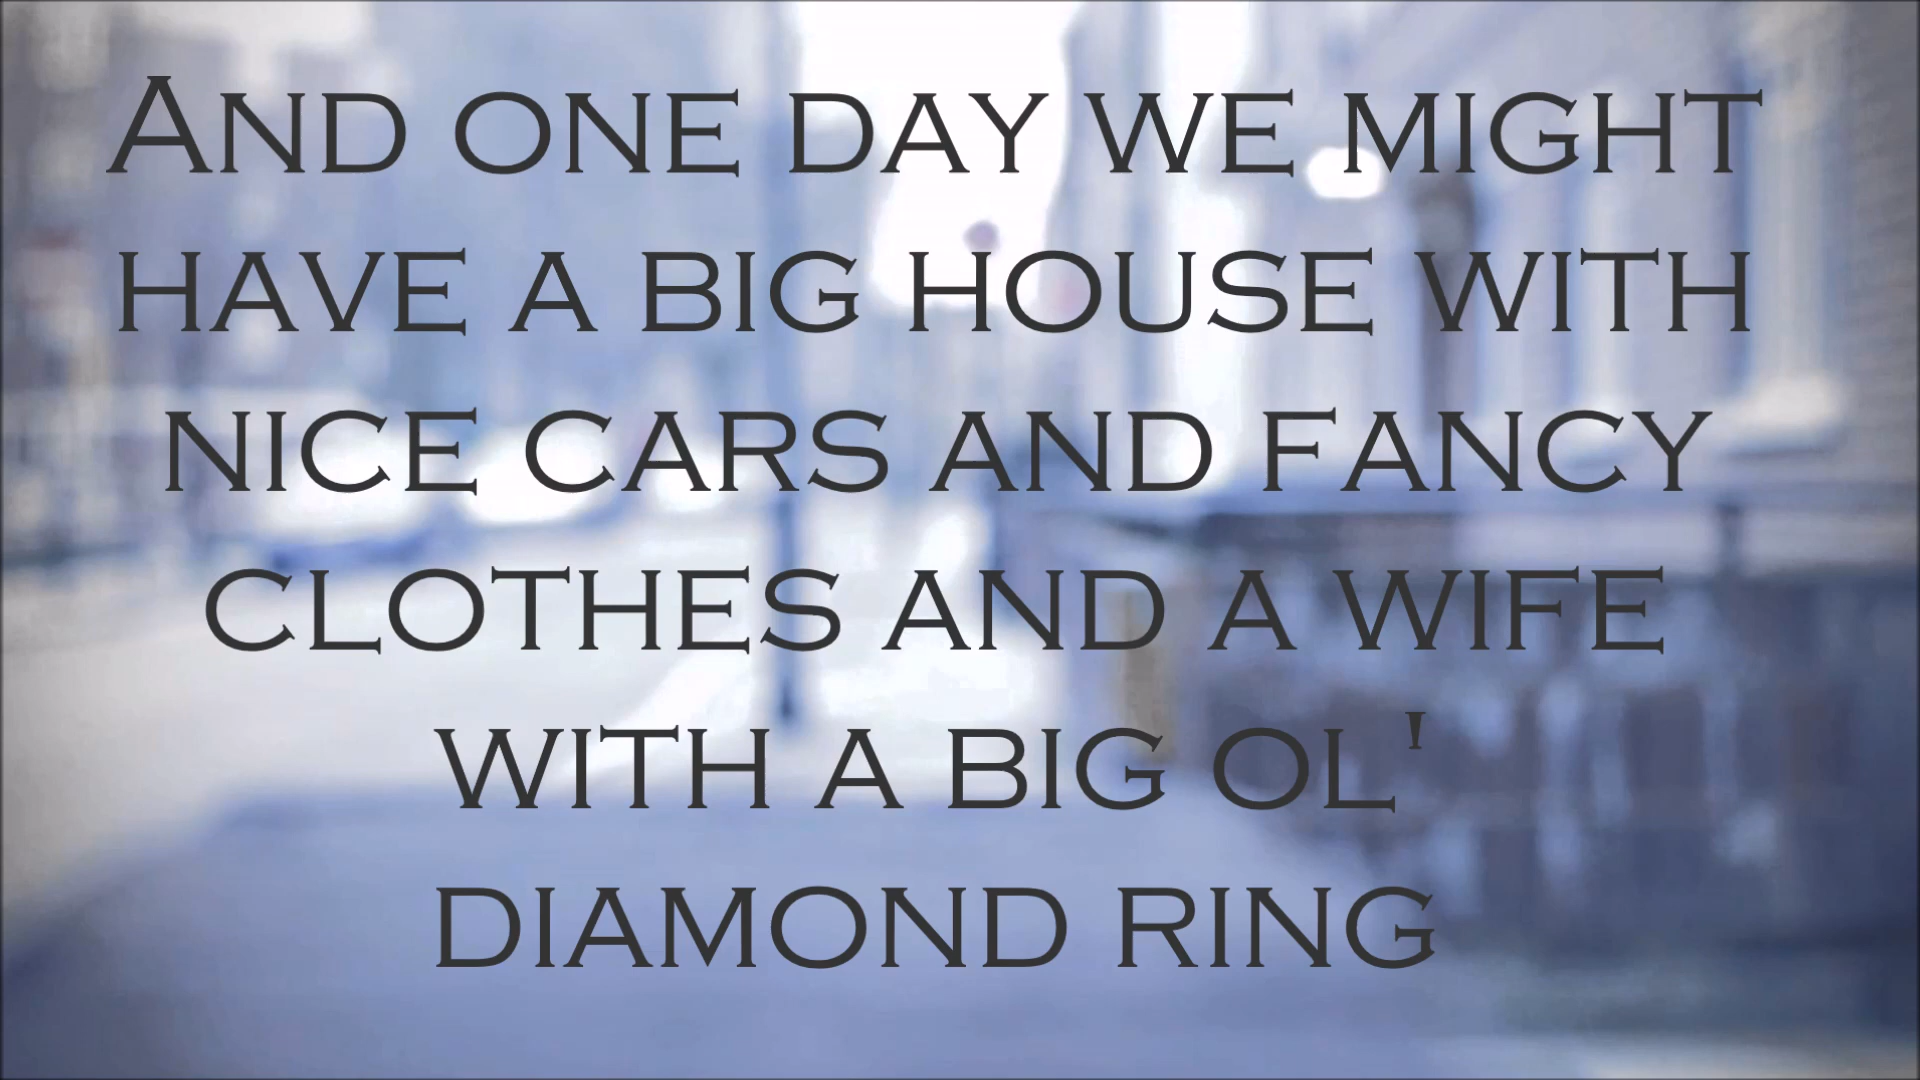 And one day we might
have a big house with
nice cars and fancy
clothes and a wife
with a big ol'
diamond ring